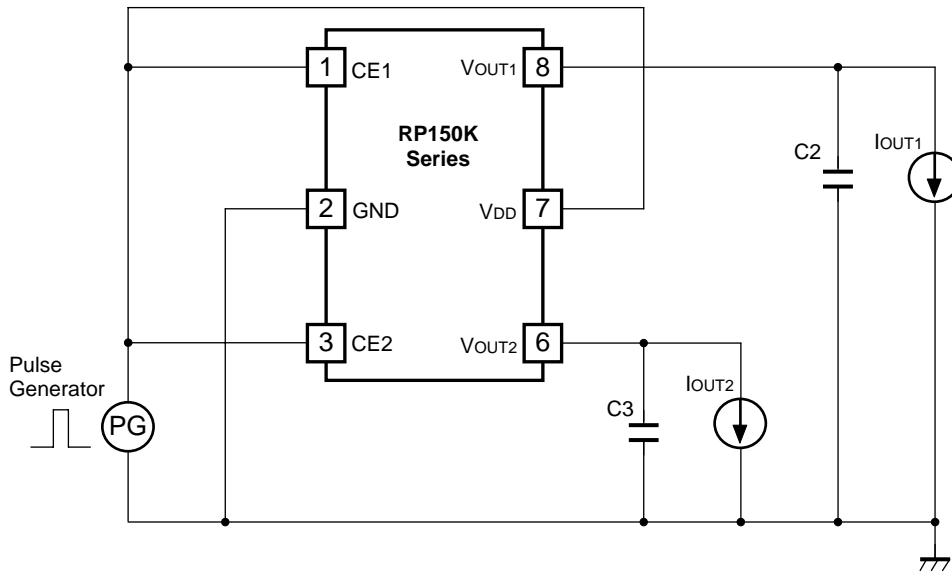 1 CE1
VOUT1 8
RP150K
Series
C2
IOUT1
2 GND
VDD 7
3 CE2
VOUT2 6
Pulse
Generator
PG
C3
IOUT2